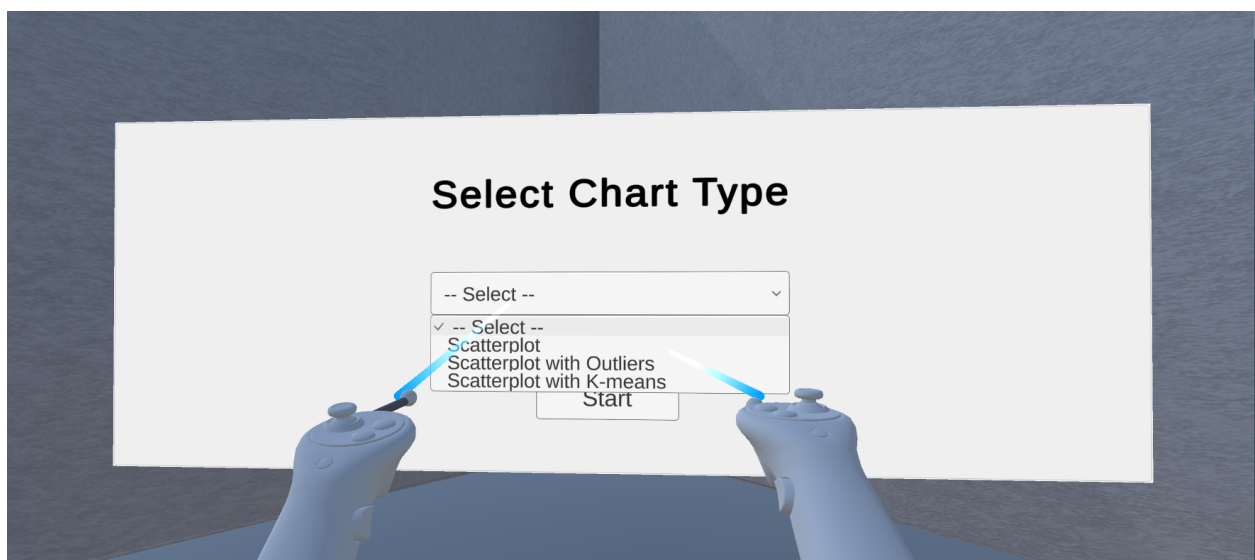 Select Chart Type
-- Select --
-- Select --
Scatterplot
Scatterplot with Outliers
Scatterplot with K-means
Start